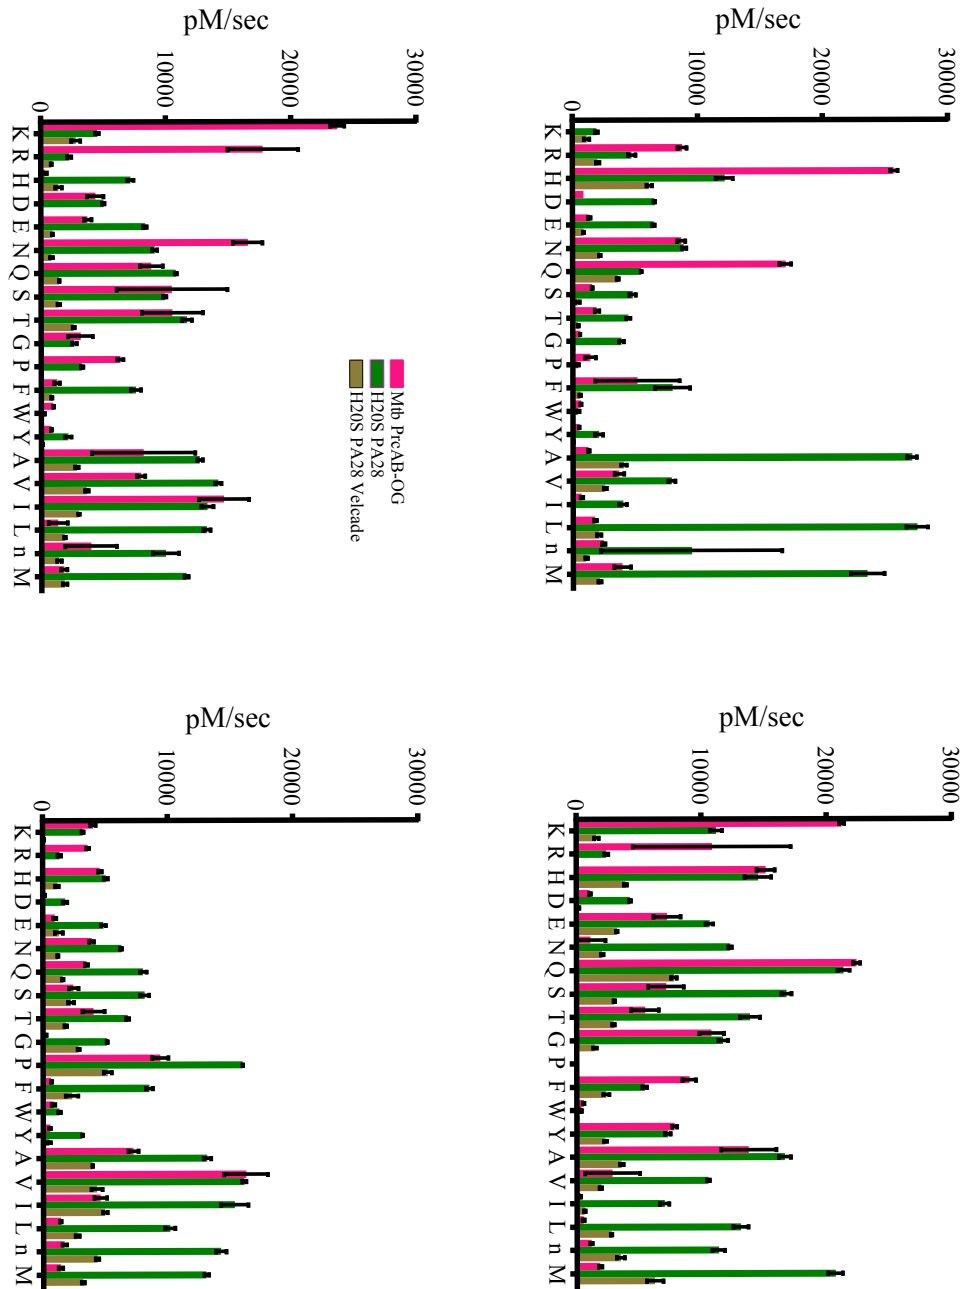 pM/sec
30000
20000
10000
0
K R H D E N Q S T G P F W Y A V I L n M
pM/sec
30000
20000
10000
0
K R H D E N Q S T G P F W Y A V I L n M
pM/sec
30000
20000
10000
0
K R H D E N Q S T G P F W Y A V I L n M
Mtb PrcAB-OG
H20S PA28
H20S PA28 Velcade
pM/sec
30000
20000
10000
0
K R H D E N Q S T G P F W Y A V I L n M